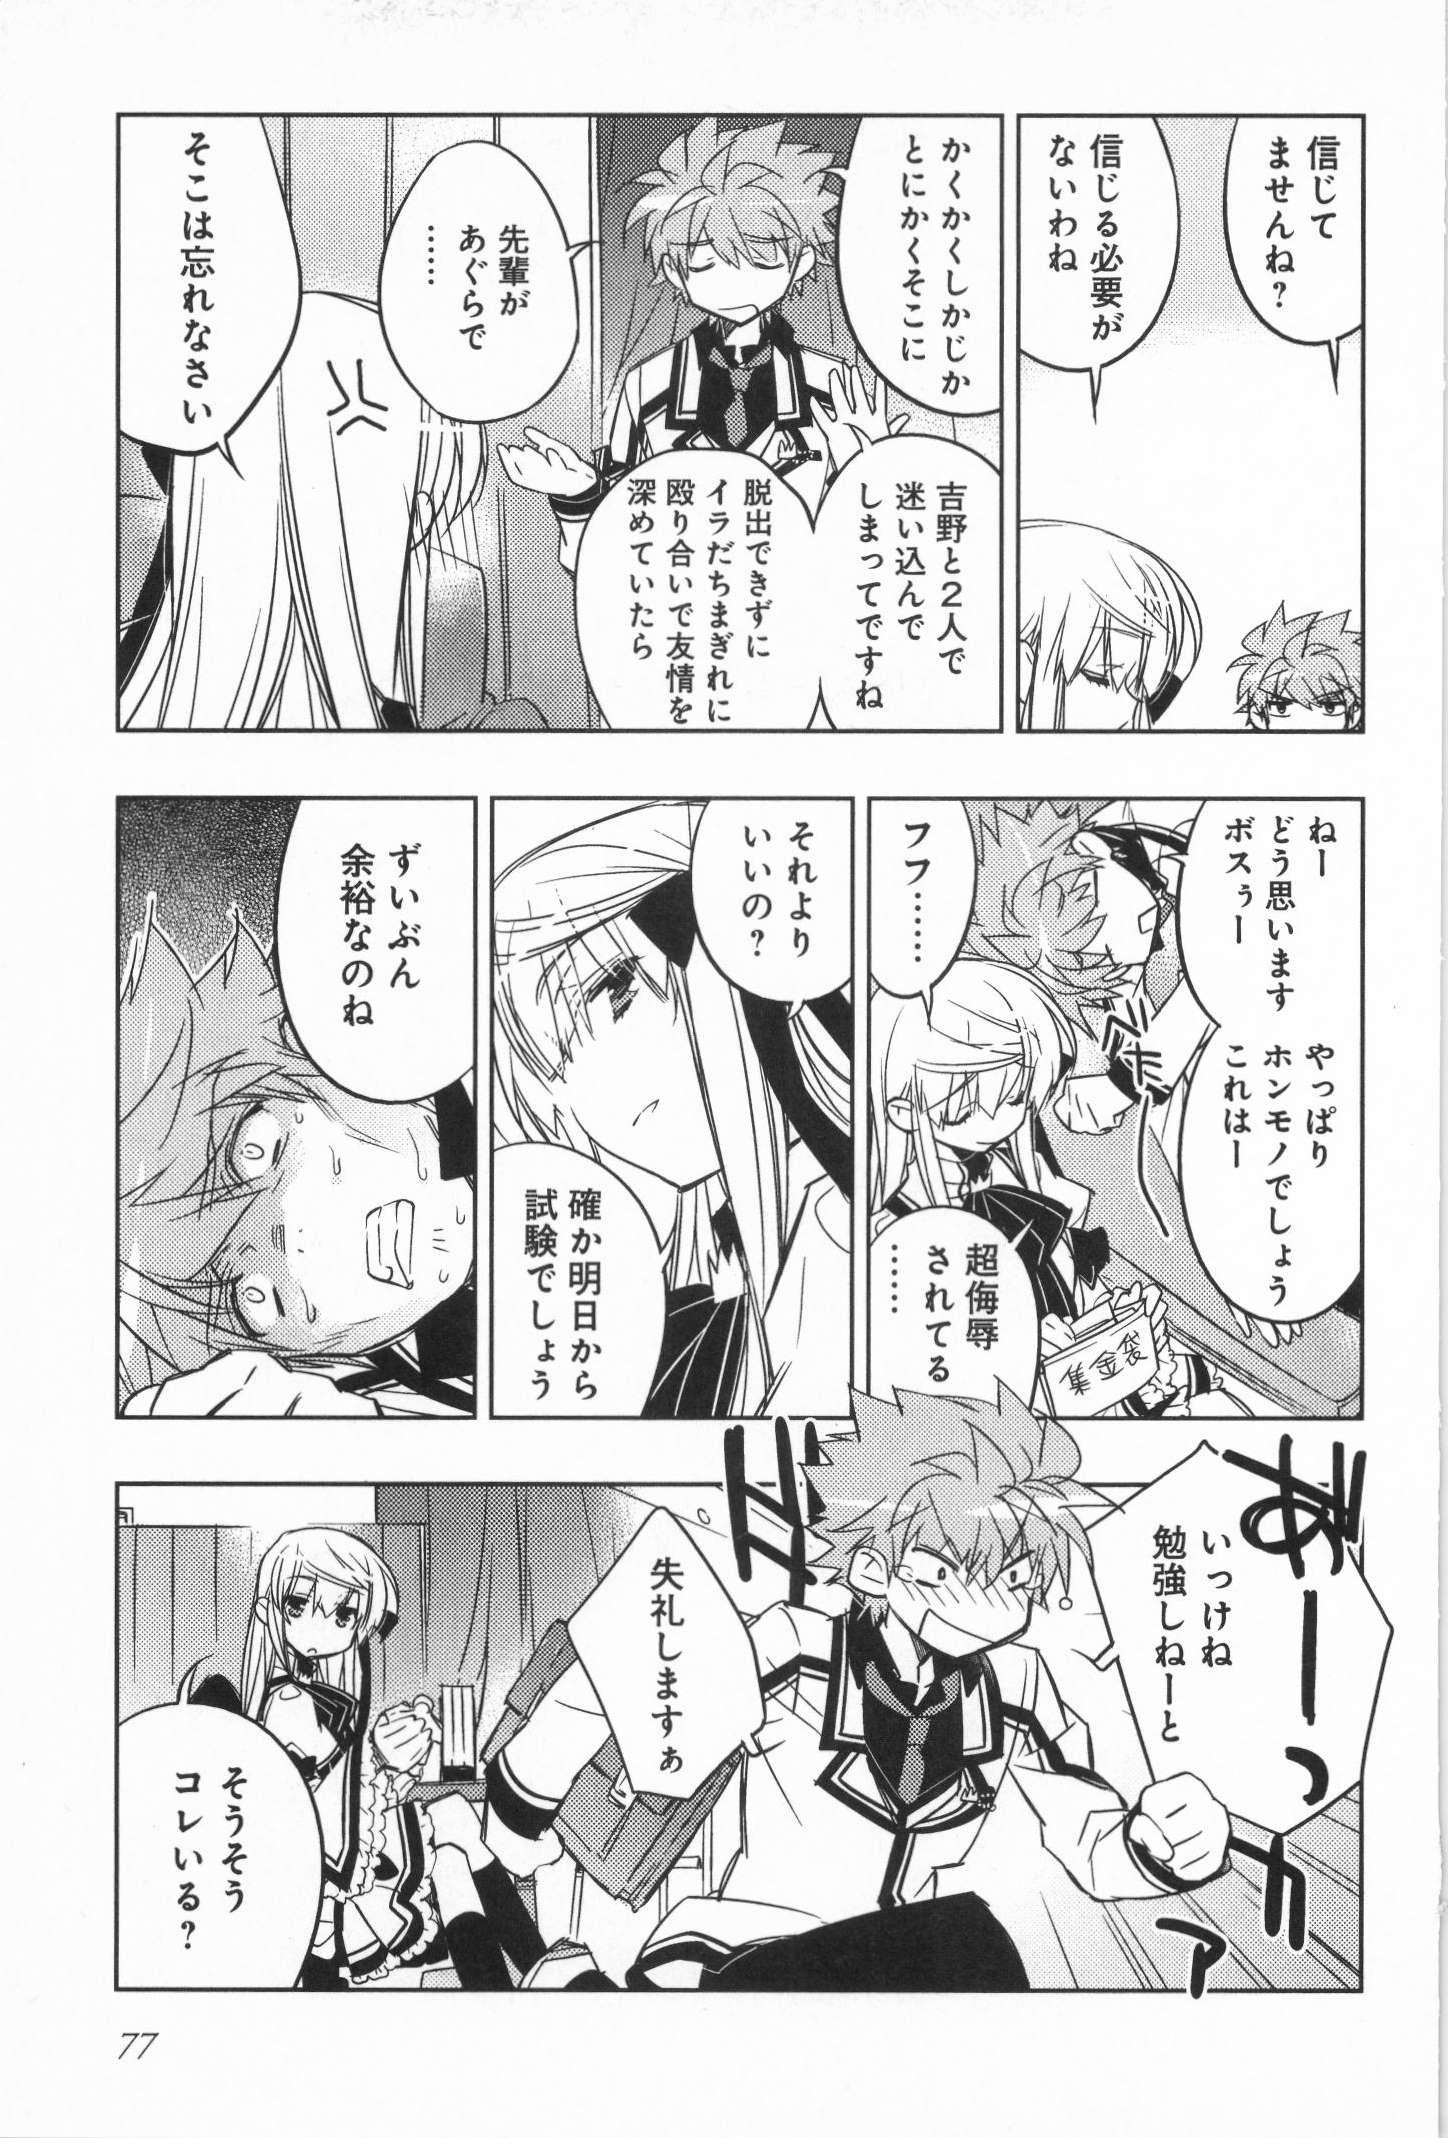 信じて
ませんね？
信じる必要が
ないわね
かくかくしかじか
とにかくそこに
吉野と2人で
迷い込んで
しまってですね
脱出できずに
イラだちまぎれに
殴り合いで友情を
深めていたら
先輩が
あぐらで
……
そこは忘れなさい
ねー
どう思います
ボスぅー
やっぱり
ホンモノでしょう
これはー
フフ……
超侮辱
されてる
……
集金袋
それより
いいの？
確か明日から
試験でしょう
ずいぶん
余裕なのね
あーっ
いっけね
勉強しねーと
失礼しますぁ
そうそう
コレいる？
77